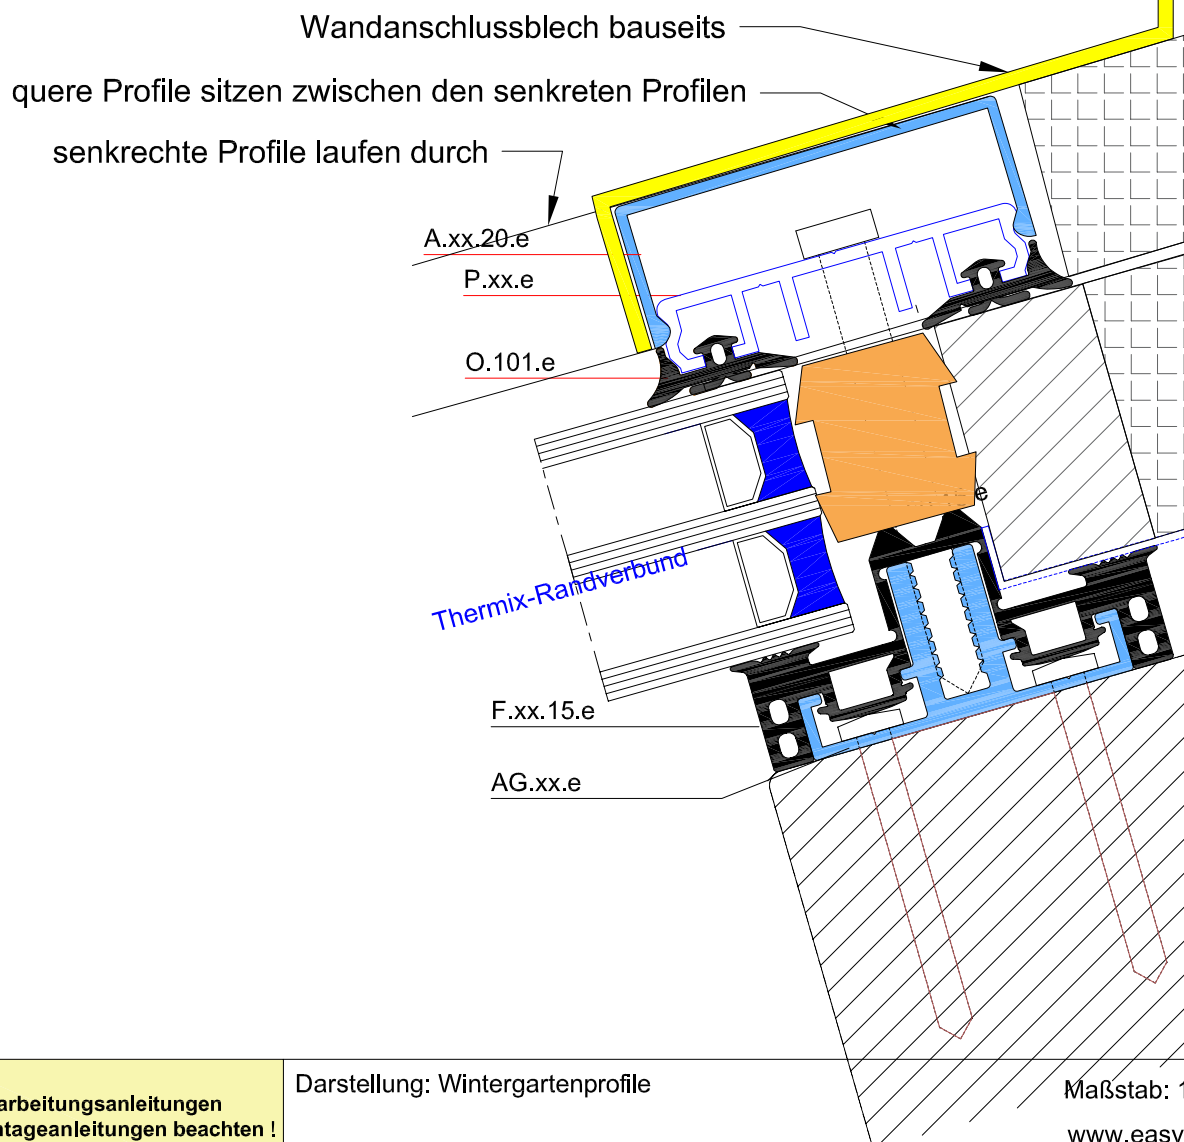 Wandanschlussblech bauseits
quere Profile sitzen zwischen den senkreten Profilen
senkrechte Profile laufen durch
A.xx.20.e
P.xx.e
O.101.e
e
Thermix-Randverbund
F.xx.15.e
AG.xx.e
arbeitungsanleitungen
ntageanleitungen beachten !
Darstellung: Wintergartenprofile
Maßstab: 1
www.easy